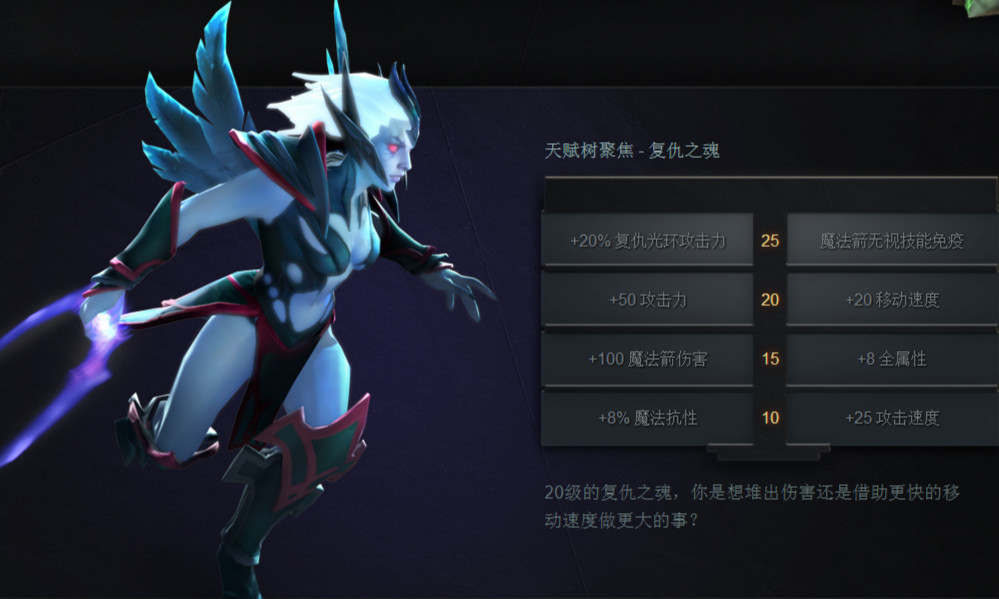 天赋树聚焦 - 复仇之魂
+20% 复仇光环攻击力 25 魔法箭无视技能免疫
+50 攻击力 20 +20 移动速度
+100 魔法箭伤害 15 +8 全属性
+8% 魔法抗性 10 +25 攻击速度
20级的复仇之魂，你是想堆出伤害还是借助更快的移
动速度做更大的事？